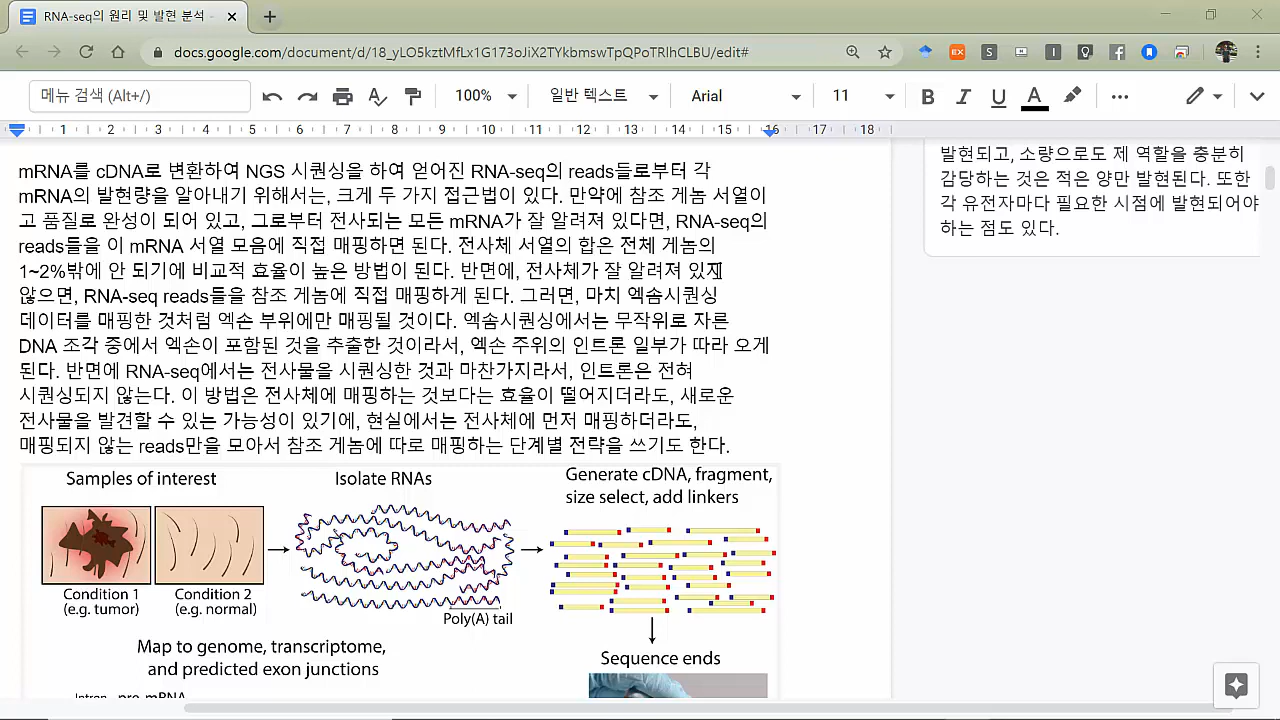 RNA-seq의 원리 및 발현 분석 -
docs.google.com/document/d/18_yLO5kztMfLx1G173oJiX2TYkbmswTpQPoTRIhCLBU/edit#
메뉴 검색 (Alt+/)
100%
일반 텍스트
Arial
11
B I U A
1 2 3 4 5 6 7 8 9 10 11 12 13 14 15 16 17 18
mRNA를 cDNA로 변환하여 NGS 시퀀싱을 하여 얻어진 RNA-seq의 reads들로부터 각
mRNA의 발현량을 알아내기 위해서는, 크게 두 가지 접근법이 있다. 만약에 참조 게놈 서열이
고 품질로 완성이 되어 있고, 그로부터 전사되는 모든 mRNA가 잘 알려져 있다면, RNA-seq의
reads들을 이 mRNA 서열 모음에 직접 매핑하면 된다. 전사체 서열의 합은 전체 게놈의
1~2%밖에 안 되기에 비교적 효율이 높은 방법이 된다. 반면에, 전사체가 잘 알려져 있지
않으면, RNA-seq reads들을 참조 게놈에 직접 매핑하게 된다. 그러면, 마치 엑솜시퀀싱
데이터를 매핑한 것처럼 엑손 부위에만 매핑될 것이다. 엑솜시퀀싱에서는 무작위로 자른
DNA 조각 중에서 엑손이 포함된 것을 추출한 것이라서, 엑손 주위의 인트론 일부가 따라 오게
된다. 반면에 RNA-seq에서는 전사물을 시퀀싱한 것과 마찬가지라서, 인트론은 전혀
시퀀싱되지 않는다. 이 방법은 전사체에 매핑하는 것보다는 효율이 떨어지더라도, 새로운
전사물을 발견할 수 있는 가능성이 있기에, 현실에서는 전사체에 먼저 매핑하더라도,
매핑되지 않는 reads만을 모아서 참조 게놈에 따로 매핑하는 단계별 전략을 쓰기도 한다.
발현되고, 소량으로도 제 역할을 충분히
감당하는 것은 적은 양만 발현된다. 또한
각 유전자마다 필요한 시점에 발현되어야
하는 점도 있다.
Samples of interest
Isolate RNAs
Generate cDNA, fragment,
size select, add linkers
Condition 1
(e.g. tumor)
Condition 2
(e.g. normal)
Poly(A) tail
Map to genome, transcriptome,
and predicted exon junctions
Sequence ends
Intron pre-mRNA